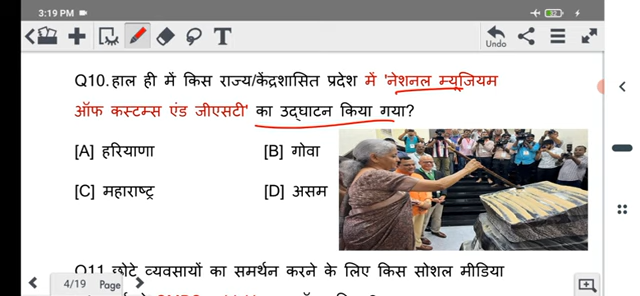 3:19 PM
Undo
Q10.हाल ही में किस राज्य/केंद्रशासित प्रदेश में 'नेशनल म्यूजियम
ऑफ कस्टम्स एंड जीएसटी' का उद्घाटन किया गया?
[A] हरियाणा [B] गोवा
[C] महाराष्ट्र [D] असम
Q11.छोटे व्यवसायों का समर्थन करने के लिए किस सोशल मीडिया
4/19 Page